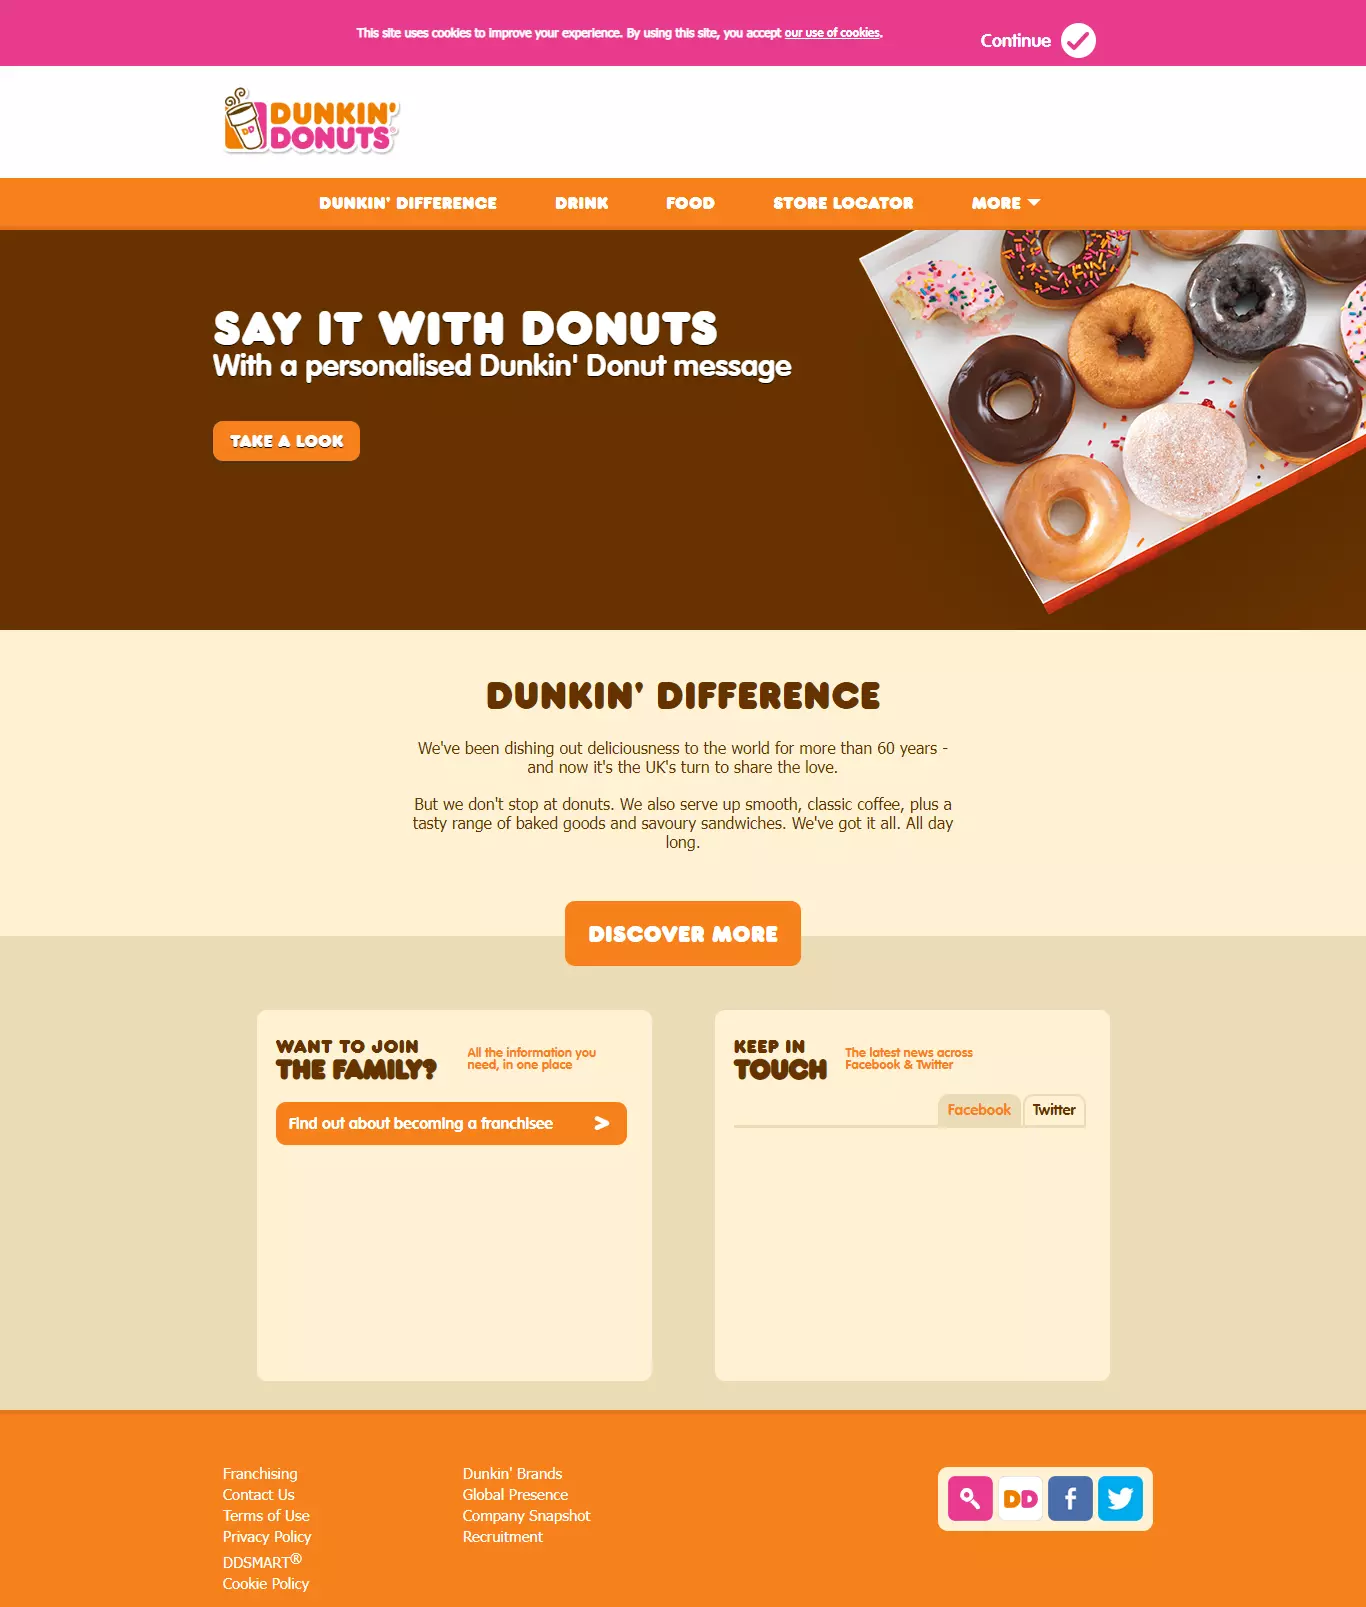 This site uses cookies to improve your experience. By using this site, you accept our use of cookies.
Continue
DD
DUNKIN'
DONUTS®
DUNKIN' DIFFERENCE
DRINK
FOOD
STORE LOCATOR
MORE
SAY IT WITH DONUTS
With a personalised Dunkin' Donut message
TAKE A LOOK
DUNKIN' DIFFERENCE
We've been dishing out deliciousness to the world for more than 60 years -
and now it's the UK's turn to share the love.
But we don't stop at donuts. We also serve up smooth, classic coffee, plus a
tasty range of baked goods and savoury sandwiches. We've got it all. All day
long.
DISCOVER MORE
WANT TO JOIN
THE FAMILY?
All the information you
need, in one place
Find out about becoming a franchisee >
KEEP IN
TOUCH
The latest news across
Facebook & Twitter
Facebook
Twitter
Franchising
Contact Us
Terms of Use
Privacy Policy
DDSMART®
Cookie Policy
Dunkin' Brands
Global Presence
Company Snapshot
Recruitment
DD
f